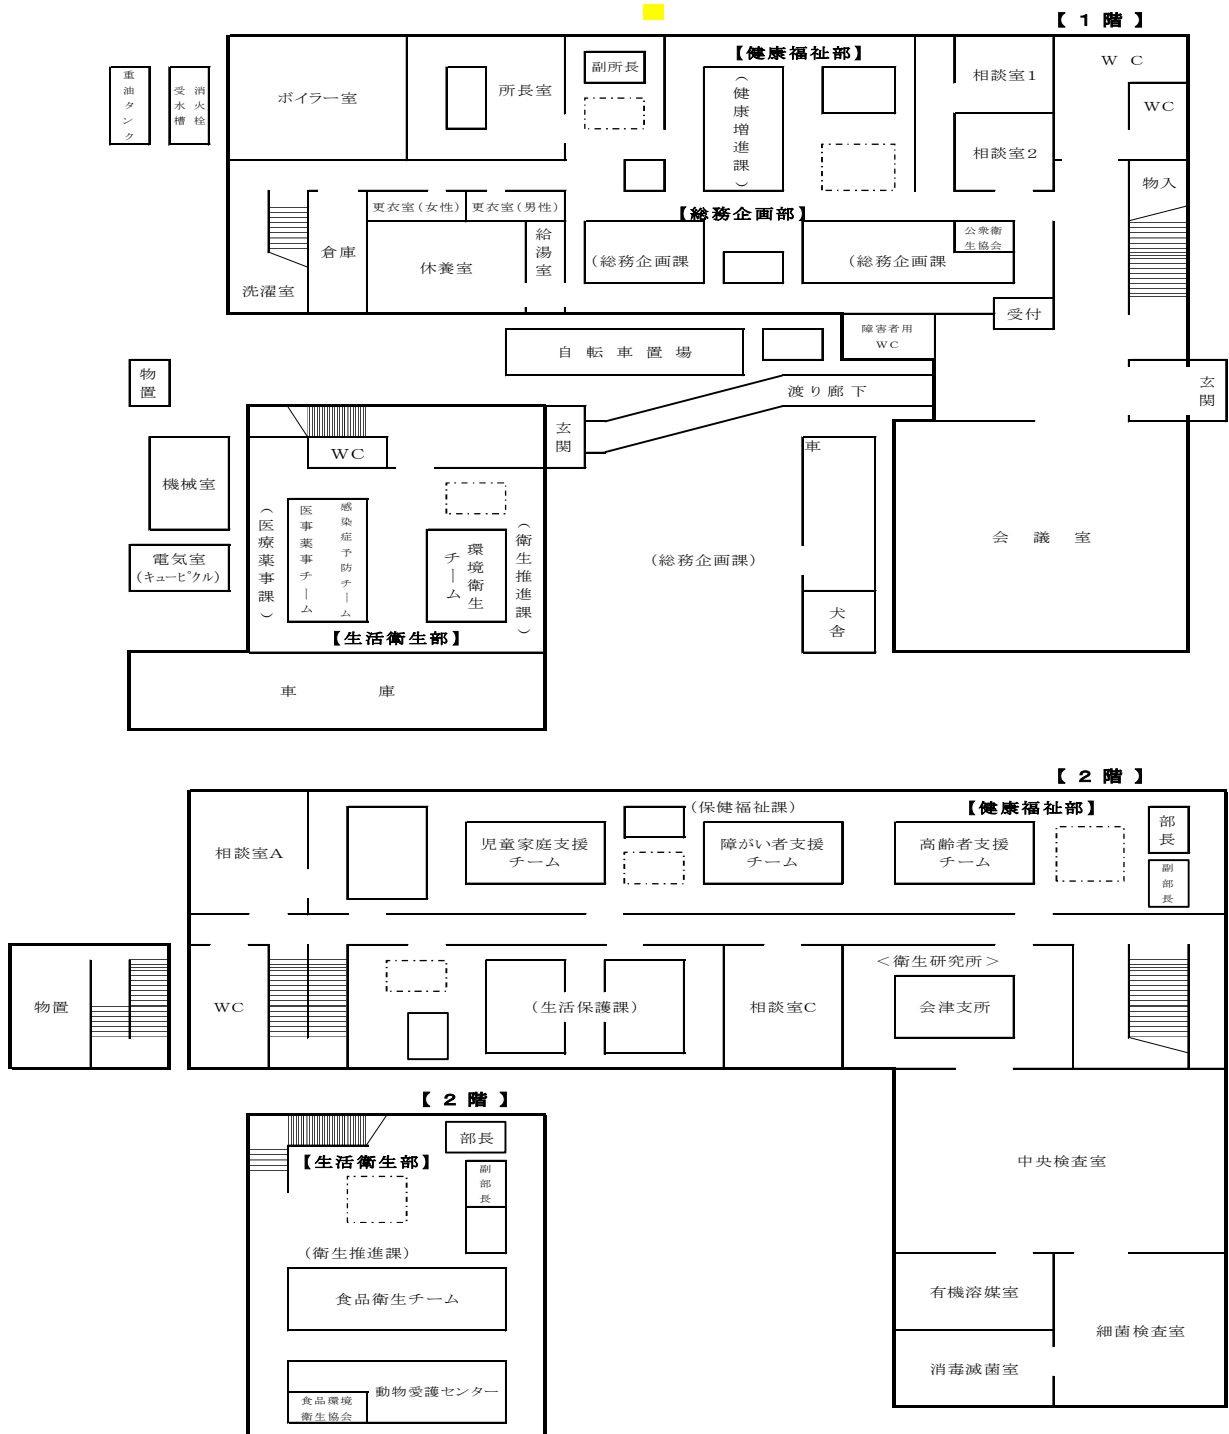 【 1 階 】
重油タンク
受水槽
消火栓
ボイラー室
所長室
副所長
【健康福祉部】
（健康増進課）
相談室1
相談室2
W C
WC
物入
更衣室(女性)
更衣室(男性)
【総務企画部】
倉庫
休養室
給湯室
(総務企画課
(総務企画課
公衆衛
生協会
洗濯室
受付
障害者用
WC
自 転 車 置 場
渡り廊下
物置
玄関
玄関
WC
車
機械室
電気室
(キュービクル)
（医療薬事課）
医事薬事チーム
感染症予防チーム
環境衛生
チーム
（衛生推進課）
【生活衛生部】
(総務企画課)
犬舎
会 議 室
車 庫
【 2 階 】
相談室A
(保健福祉課)
児童家庭支援
チーム
障がい者支援
チーム
【健康福祉部】
高齢者支援
チーム
部長
副部長
物置
WC
(生活保護課)
相談室C
＜衛生研究所＞
会津支所
中央検査室
有機溶媒室
消毒滅菌室
細菌検査室
【 2 階 】
部長
【生活衛生部】
副部長
(衛生推進課)
食品衛生チーム
動物愛護センター
食品環境
衛生協会